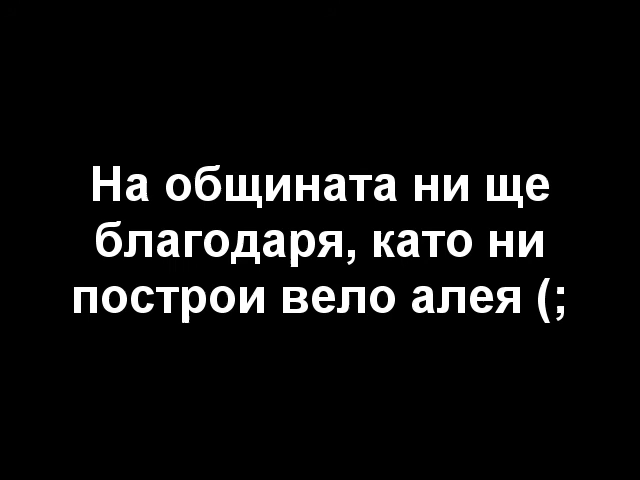 На общината ни ще
благодаря, като ни
построи вело алея (;